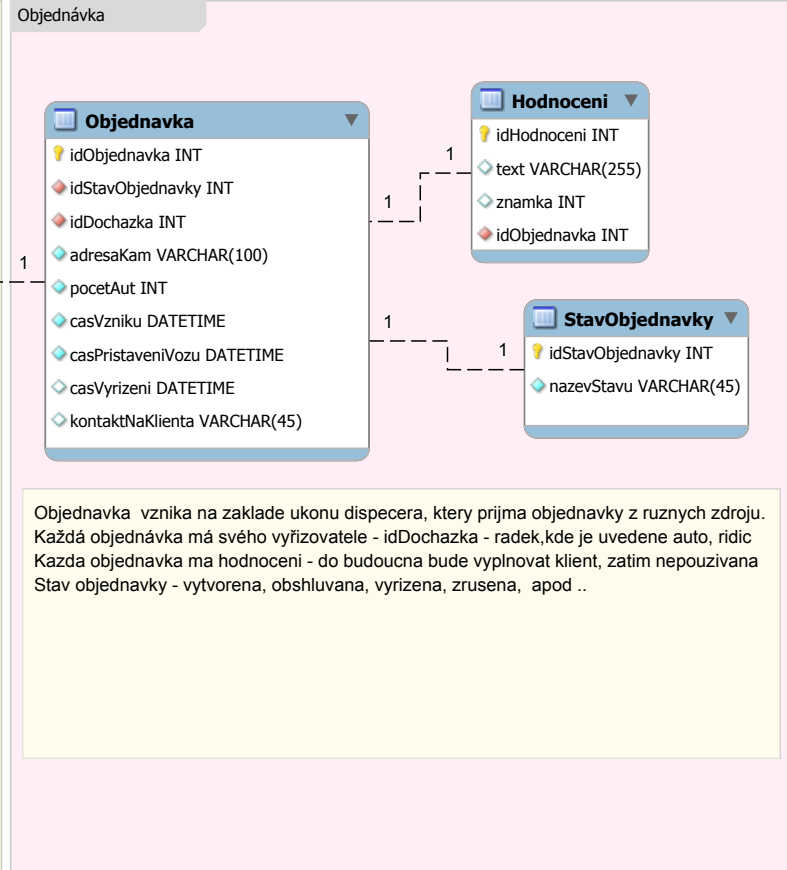 Objednávka
Objednavka
idObjednavka INT
idStavObjednavky INT
idDochazka INT
adresaKam VARCHAR(100)
pocetAut INT
casVzniku DATETIME
casPristaveniVozu DATETIME
casVyrizeni DATETIME
kontaktNaKlienta VARCHAR(45)
1
1
1
Hodnoceni
idHodnoceni INT
text VARCHAR(255)
znamka INT
idObjednavka INT
1
1
StavObjednavky
idStavObjednavky INT
nazevStavu VARCHAR(45)
Objednavka vznika na zaklade ukonu dispecera, ktery prijma objednavky z ruznych zdroju.
Každá objednávka má svého vyřizovatele - idDochazka - radek,kde je uvedene auto, ridic
Kazda objednavka ma hodnoceni - do budoucna bude vyplnovat klient, zatim nepouzivana
Stav objednavky - vytvorena, obshluvana, vyrizena, zrusena, apod ..